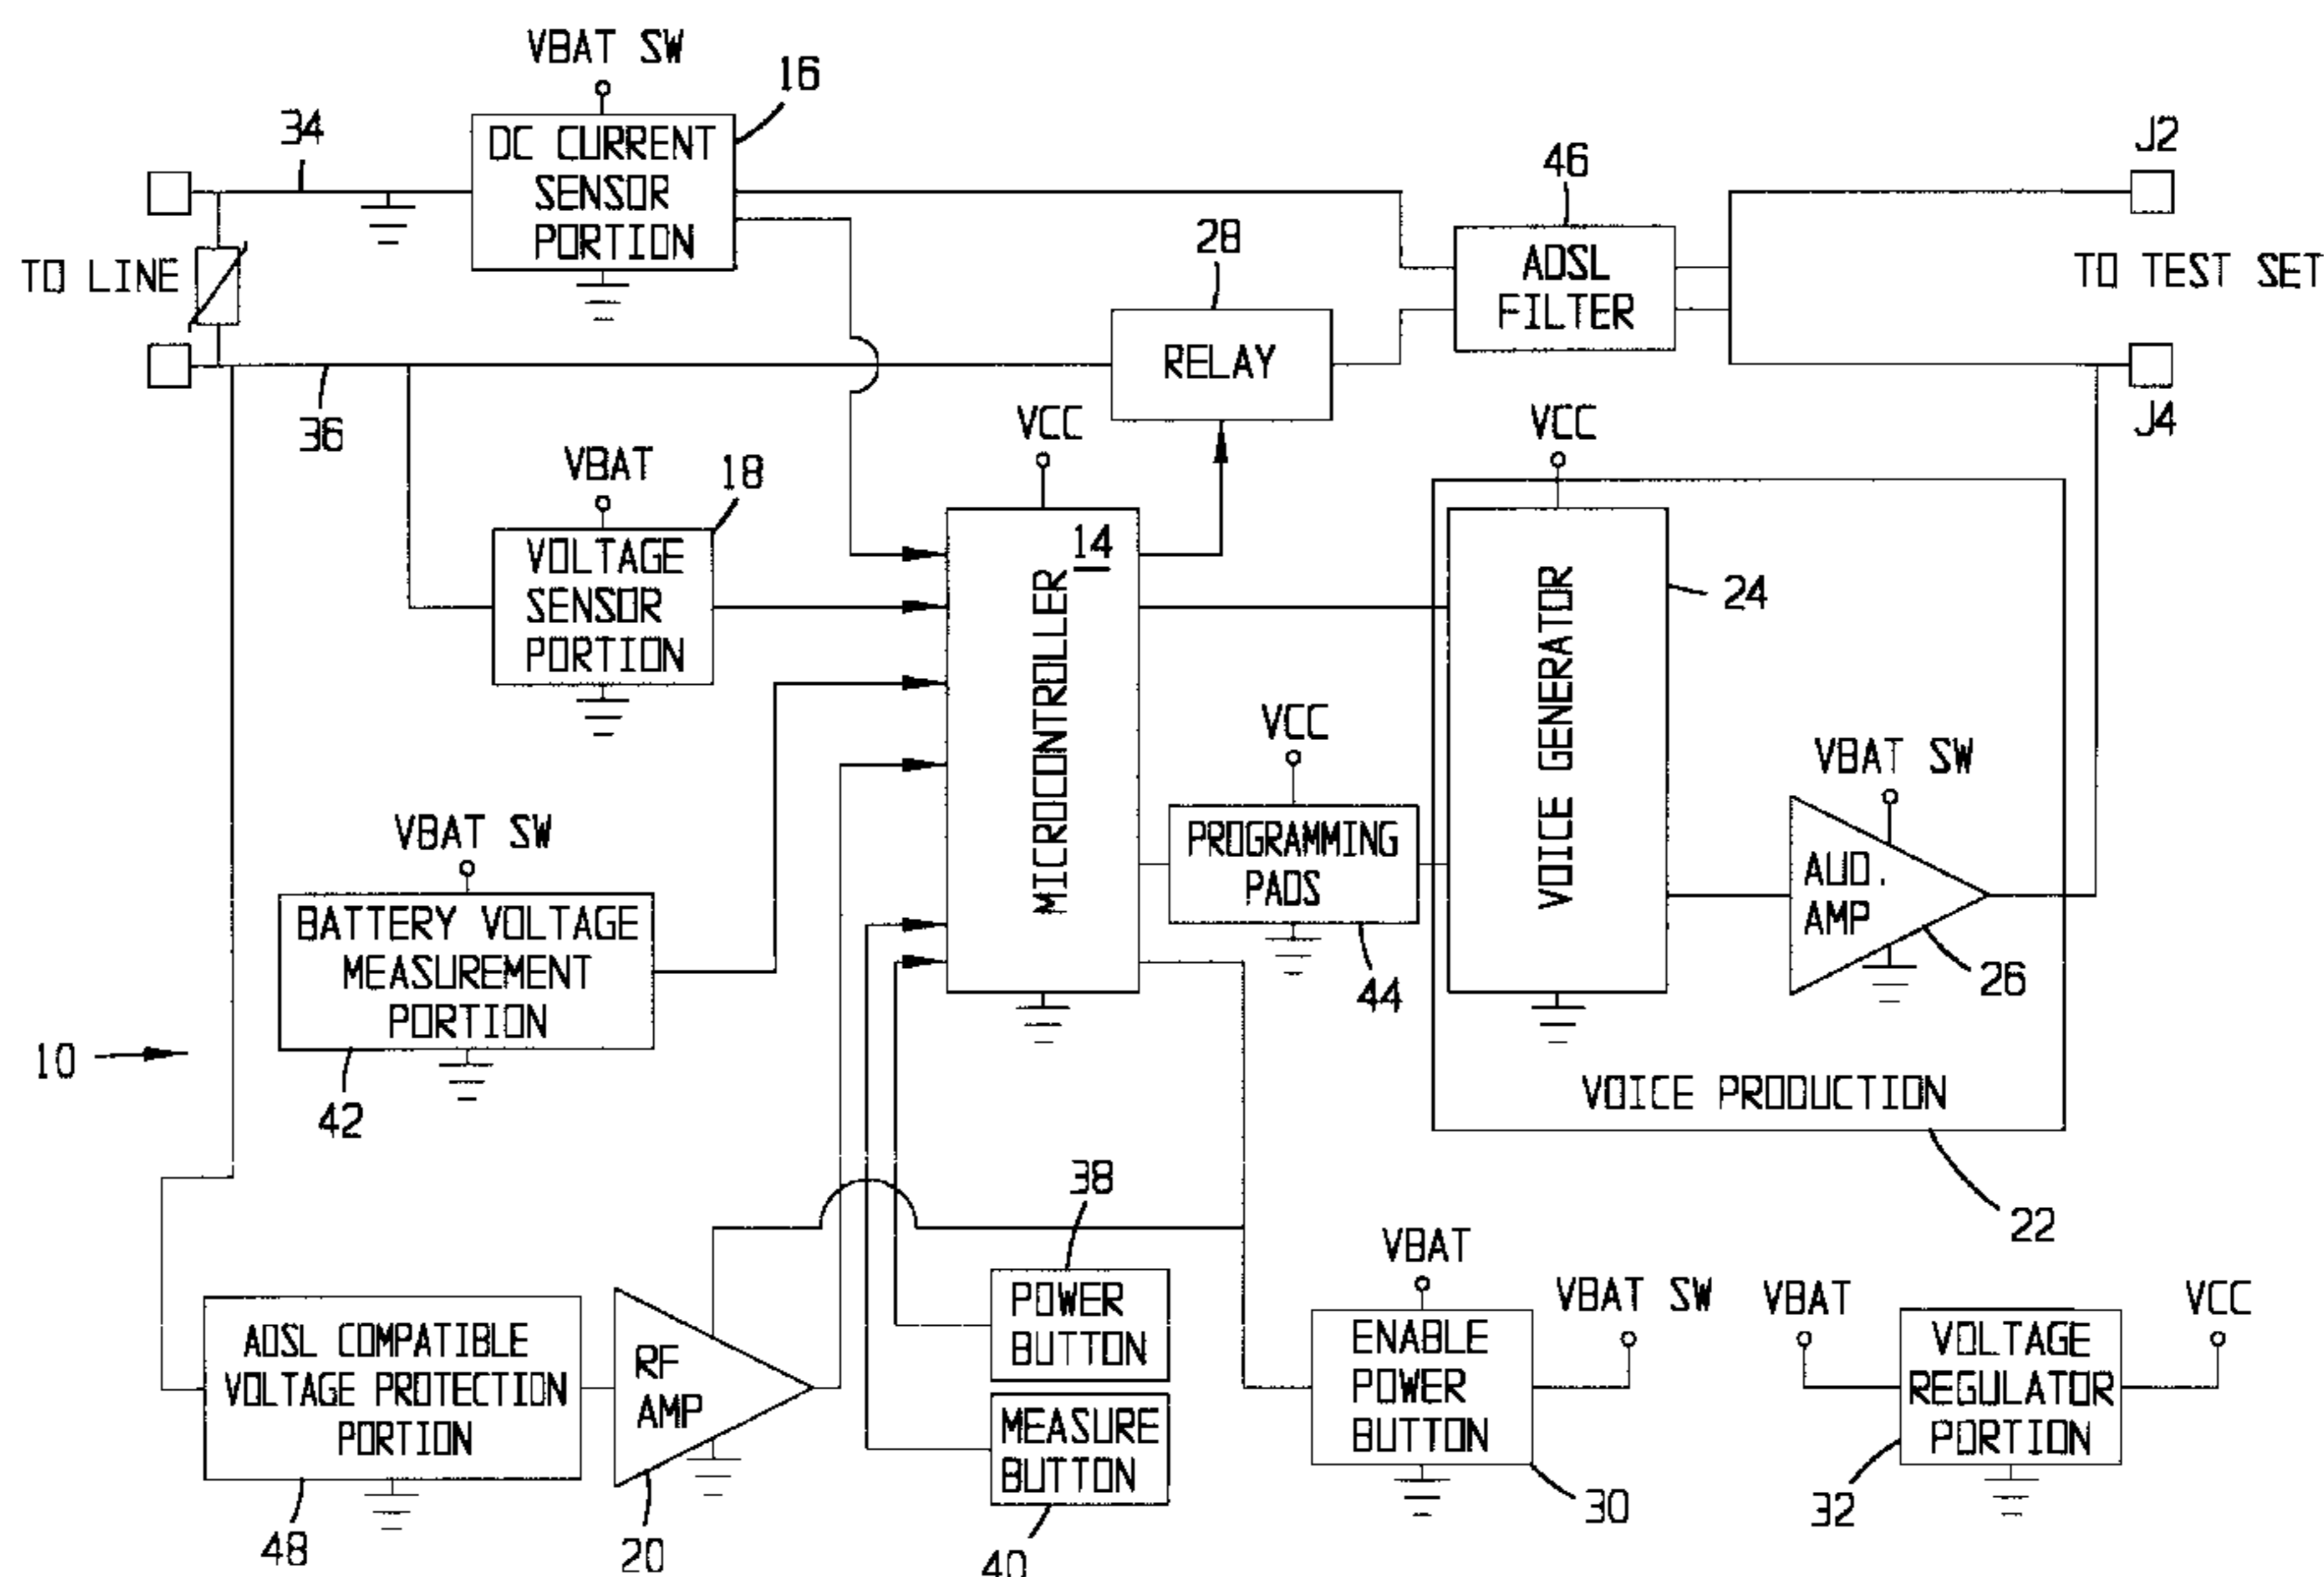 VBAT SW
16
34
DC CURRENT
SENSOR
PORTION
46
J2
TO LINE
28
ADSL
FILTER
TO TEST SET
RELAY
36
VCC
VCC
J4
VBAT
18
VOLTAGE
SENSOR
PORTION
14
MICROCONTROLLER
VOICE GENERATOR
24
VCC
VBAT SW
VBAT SW
PROGRAMMING
PADS
AUD.
AMP
BATTERY VOLTAGE
MEASUREMENT
PORTION
44
26
10
42
VOICE PRODUCTION
38
22
VBAT
VBAT SW
VBAT
VCC
POWER
BUTTON
ADSL COMPATIBLE
VOLTAGE PROTECTION
PORTION
RF
AMP
ENABLE
POWER
BUTTON
VOLTAGE
REGULATOR
PORTION
MEASURE
BUTTON
48
20
40
30
32